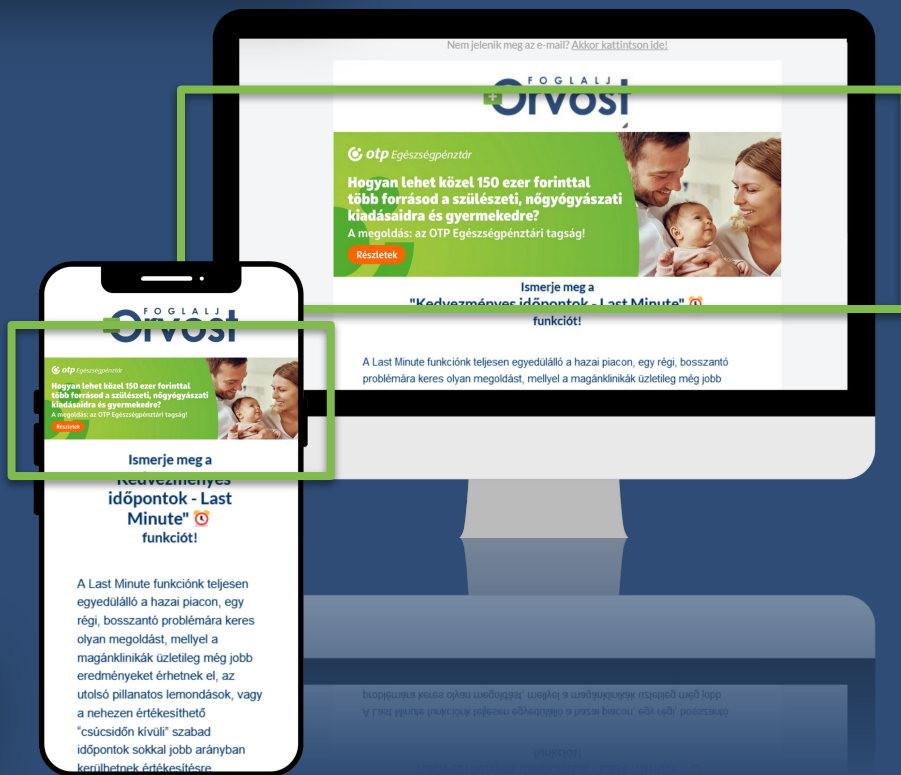 Nem jelenik meg az e-mail? Akkor kattintson ide!
FOGLALJ
Orvost
otp Egészségpénztár
Hogyan lehet közel 150 ezer forinttal
több forrásod a szülészeti, nőgyógyászati
kiadásaidra és gyermekedre?
A megoldás: az OTP Egészségpénztári tagság!
Részletek
Ismerje meg a
"Kedvezményes időpontok - Last Minute" ⏰
funkciót!
A Last Minute funkciónk teljesen egyedülálló a hazai piacon, egy régi, bosszantó
problémára keres olyan megoldást, mellyel a magánklinikák üzletileg még jobb
FOGLALJ
Orvost
otp Egészségpénztár
Hogyan lehet közel 150 ezer forinttal
több forrásod a szülészeti, nőgyógyászati
kiadásaidra és gyermekedre?
A megoldás: az OTP Egészségpénztári tagság!
Részletek
Ismerje meg a
"Kedvezményes
időpontok - Last
Minute" ⏰
funkciót!
A Last Minute funkciónk teljesen
egyedülálló a hazai piacon, egy
régi, bosszantó problémára keres
olyan megoldást, mellyel a
magánklinikák üzletileg még jobb
eredményeket érhetnek el, az
utolsó pillanatos lemondások, vagy
a nehezen értékesíthető
"csúcsidőn kívüli" szabad
időpontok sokkal jobb arányban
kerülhetnek értékesítésre